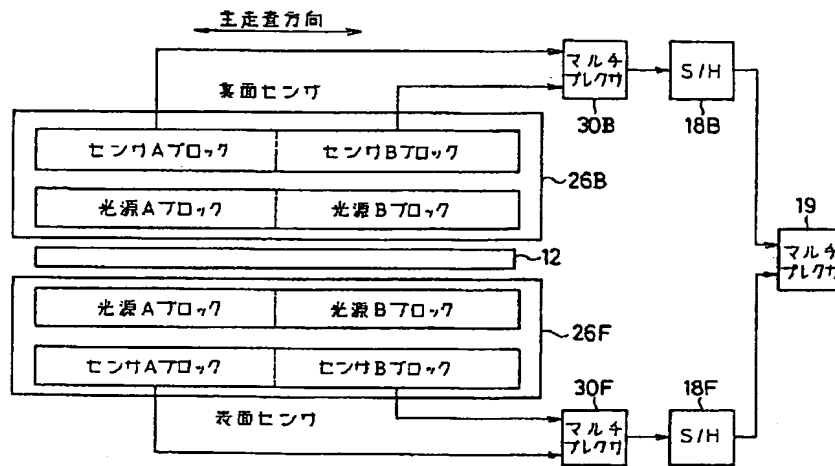 主走査方向
裏面センサ
マルチ
プレクサ
30B
S/H
18B
センサAブロック
センサBブロック
26B
光源Aブロック
光源Bブロック
19
マルチ
プレクサ
12
光源Aブロック
光源Bブロック
26F
センサAブロック
センサBブロック
30F
18F
表面センサ
マルチ
プレクサ
S/H